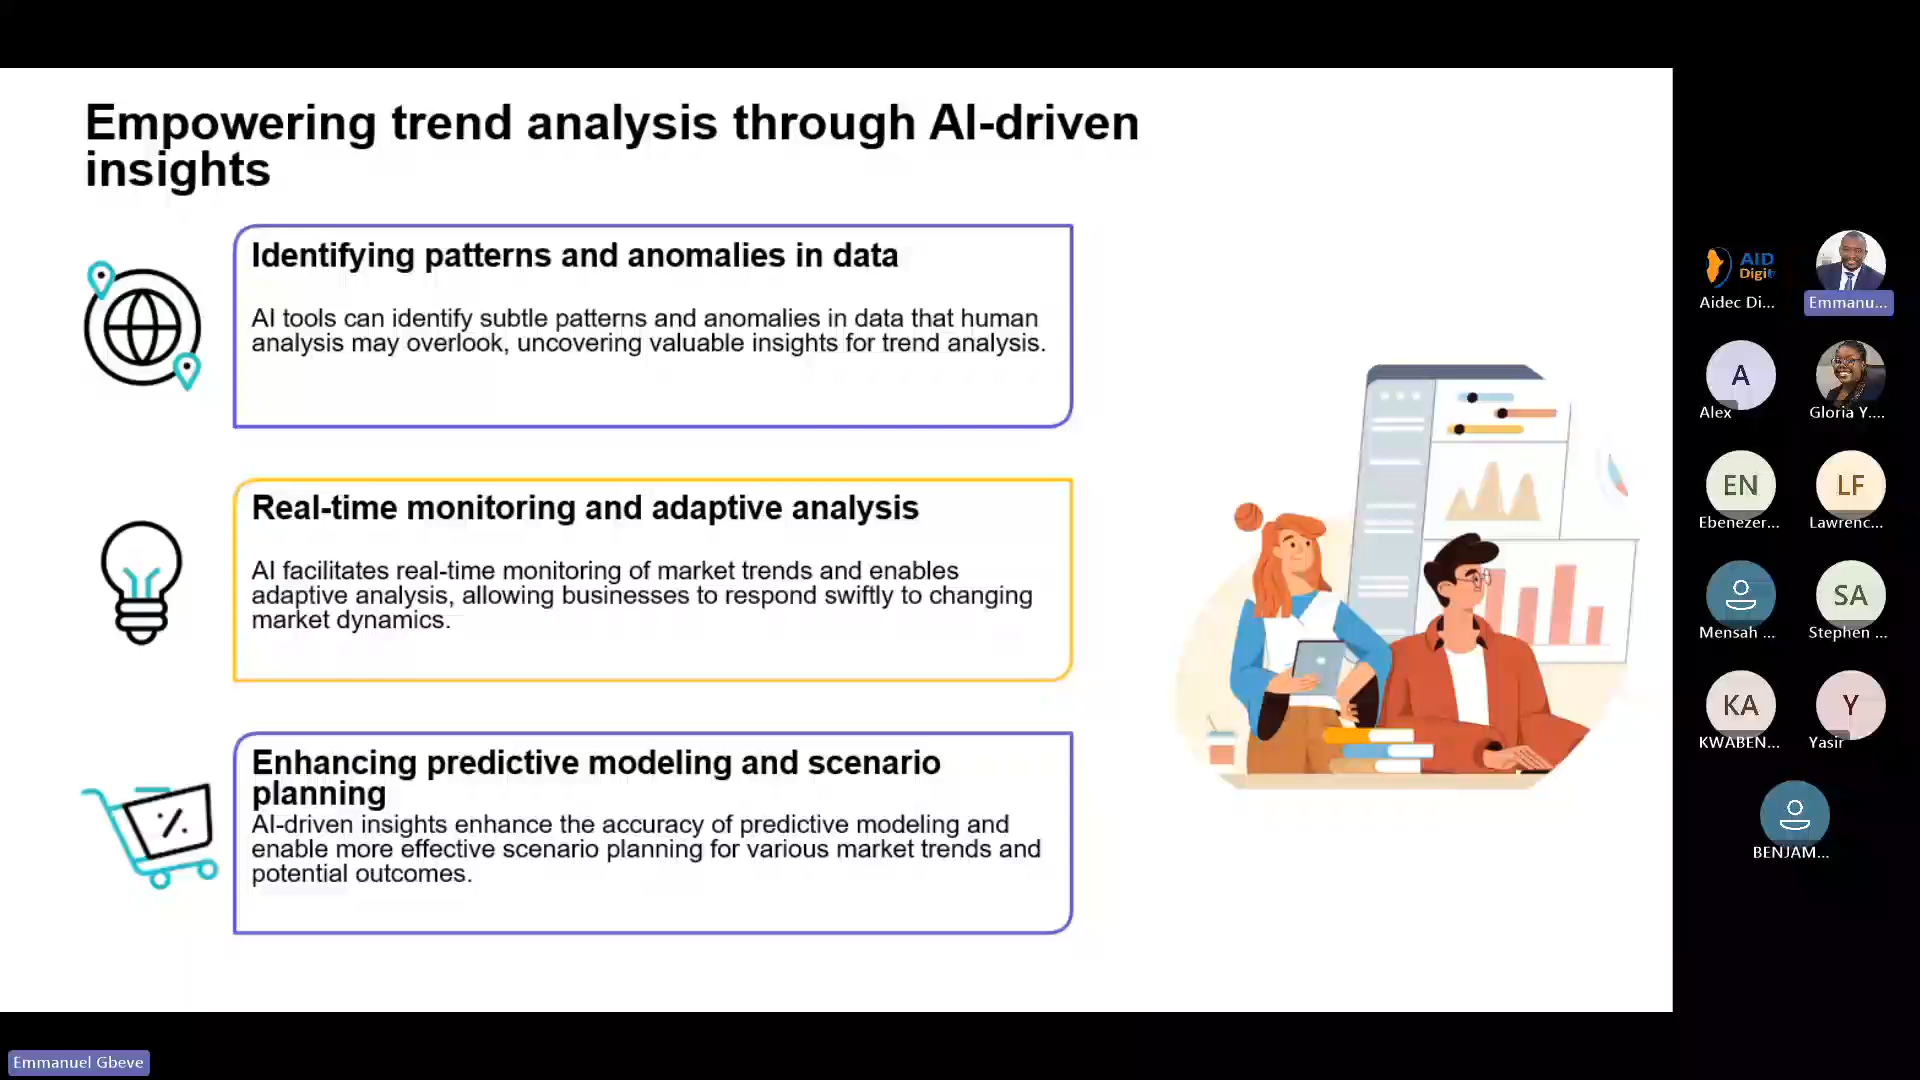 Empowering trend analysis through AI-driven
insights
Identifying patterns and anomalies in data
AI tools can identify subtle patterns and anomalies in data that human
analysis may overlook, uncovering valuable insights for trend analysis.
Real-time monitoring and adaptive analysis
AI facilitates real-time monitoring of market trends and enables
adaptive analysis, allowing businesses to respond swiftly to changing
market dynamics.
Enhancing predictive modeling and scenario
planning
AI-driven insights enhance the accuracy of predictive modeling and
enable more effective scenario planning for various market trends and
potential outcomes.
AID
Digit
Aidec Di...
Emmanu...
A
Alex
Gloria Y....
EN
Ebenezer...
LF
Lawrenc...
Mensah ...
SA
Stephen ...
KA
KWABEN...
Y
Yasir
BENJAM...
Emmanuel Gbeve